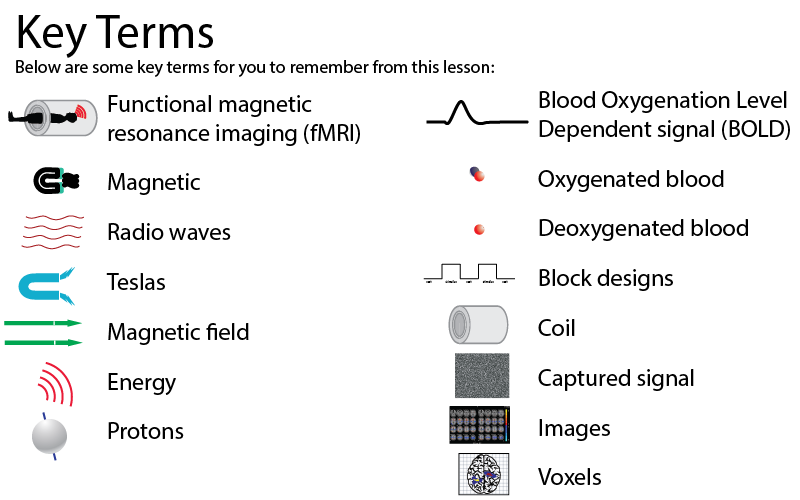 Key Terms
Below are some key terms for you to remember from this lesson:
Functional magnetic
resonance imaging (fMRI)
Magnetic
Radio waves
Teslas
Magnetic field
Energy
Protons
Blood Oxygenation Level
Dependent signal (BOLD)
Oxygenated blood
Deoxygenated blood
Block designs
Coil
Captured signal
Images
Voxels